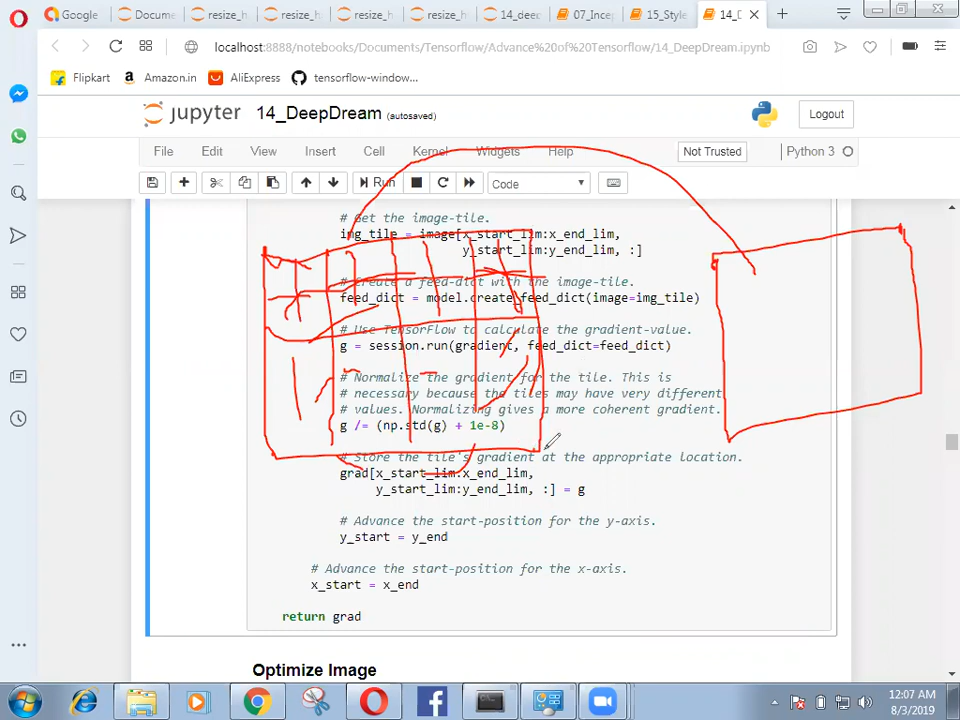 Google
Docume
resize_h
resize_h
resize_h
resize_h
14_deep
07_Incep
15_Style
14_D
localhost:8888/notebooks/Documents/Tensorflow/Advance%20of%20Tensorflow/14_DeepDream.ipynb
Flipkart
Amazon.in
AliExpress
tensorflow-window...
jupyter 14_DeepDream (autosaved)
Logout
File Edit View Insert Cell Kernel Widgets Help
Not Trusted
Python 3
Run
Code
# Get the image-tile.
img_tile = image[x_start_lim:x_end_lim,
y_start_lim:y_end_lim, :]
# Create a feed-dict with the image-tile.
feed_dict = model.create_feed_dict(image=img_tile)
# Use TensorFlow to calculate the gradient-value.
g = session.run(gradient, feed_dict=feed_dict)
# Normalize the gradient for the tile. This is
# necessary because the tiles may have very different
# values. Normalizing gives a more coherent gradient.
g /= (np.std(g) + 1e-8)
# Store the tile's gradient at the appropriate location.
grad[x_start_lim:x_end_lim,
y_start_lim:y_end_lim, :] = g
# Advance the start-position for the y-axis.
y_start = y_end
# Advance the start-position for the x-axis.
x_start = x_end
return grad
Optimize Image
12:07 AM
8/3/2019